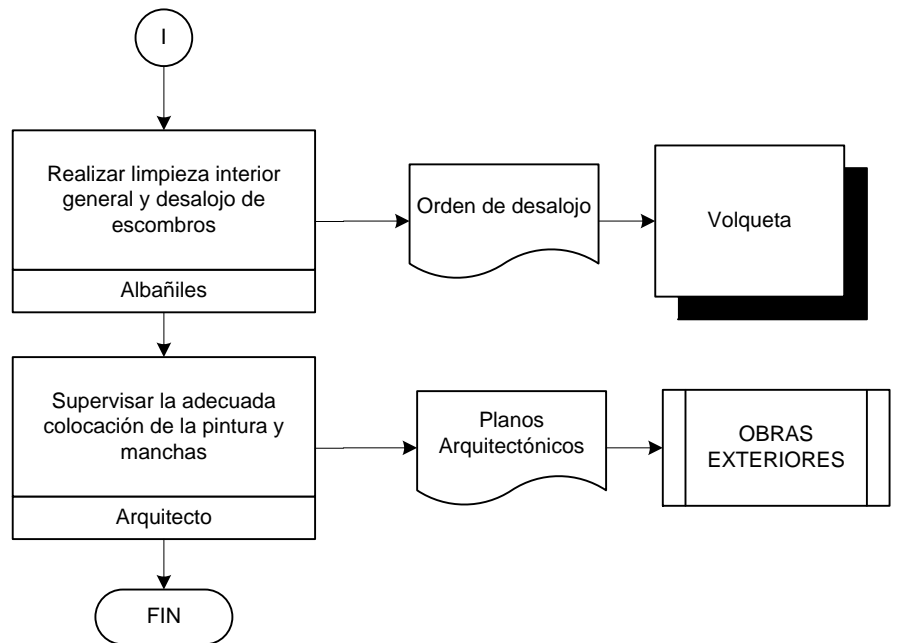 I
Realizar limpieza interior
general y desalojo de
escombros
Albañiles
Orden de desalojo
Volqueta
Supervisar la adecuada
colocación de la pintura y
manchas
Arquitecto
Planos
Arquitectónicos
OBRAS
EXTERIORES
FIN